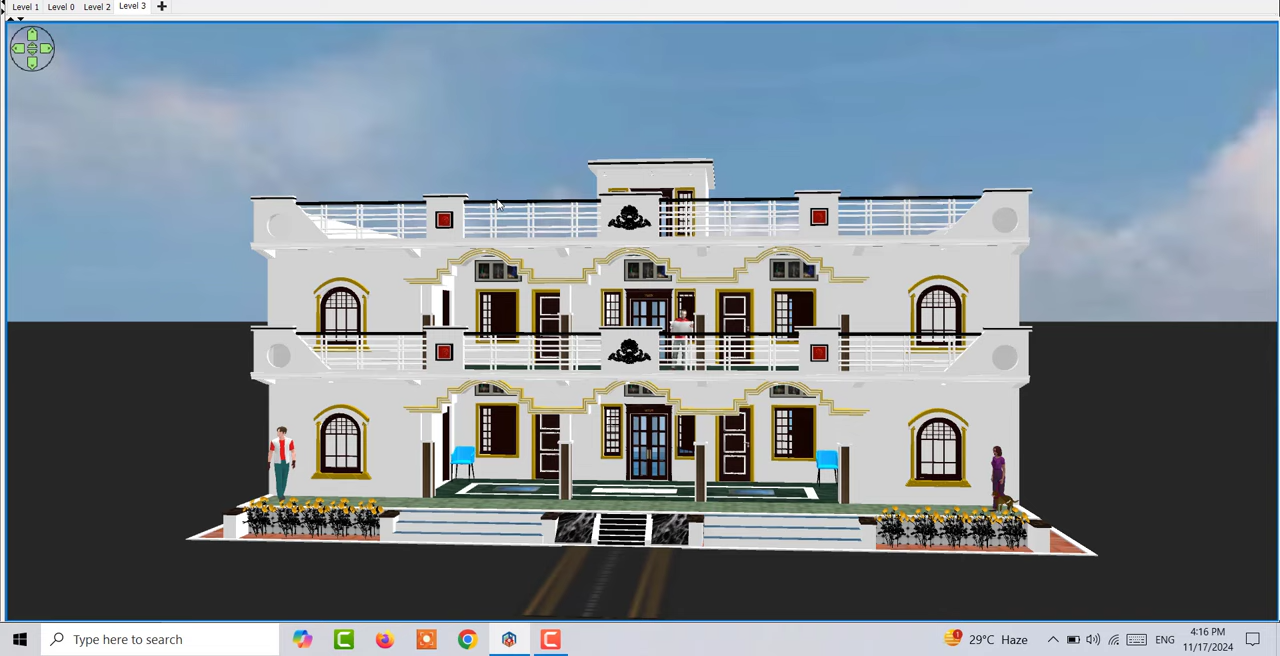 Level 1 Level 0 Level 2 Level 3
Type here to search
29°C Haze
ENG
4:16 PM
11/17/2024